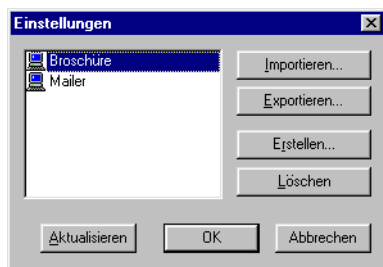 Einstellungen
Broschüre
Mailer
Importieren...
Exportieren...
Erstellen...
Löschen
Aktualisieren
OK
Abbrechen